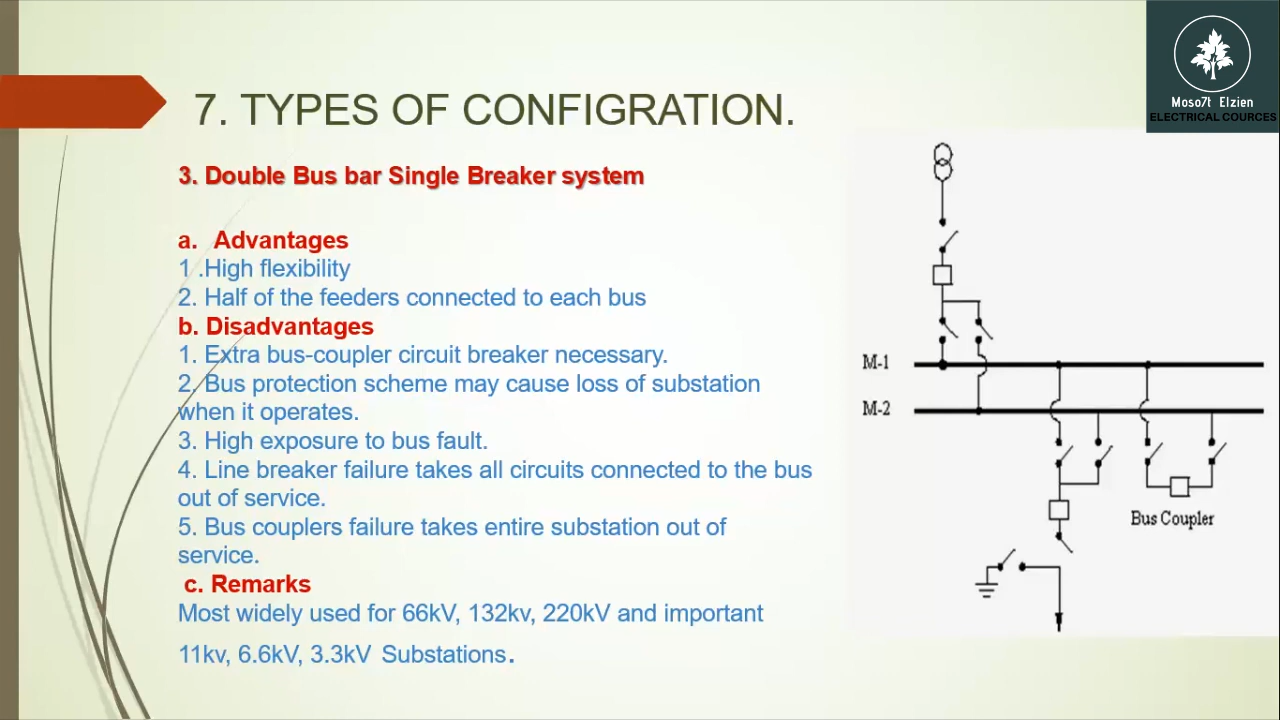 Moso7t Elzien
ELECTRICAL COURCES
7. TYPES OF CONFIGRATION.
3. Double Bus bar Single Breaker system
a. Advantages
1 .High flexibility
2. Half of the feeders connected to each bus
b. Disadvantages
1. Extra bus-coupler circuit breaker necessary.
2. Bus protection scheme may cause loss of substation
when it operates.
3. High exposure to bus fault.
4. Line breaker failure takes all circuits connected to the bus
out of service.
5. Bus couplers failure takes entire substation out of
service.
c. Remarks
Most widely used for 66kV, 132kv, 220kV and important
11kv, 6.6kV, 3.3kV Substations.
M-1
M-2
Bus Coupler